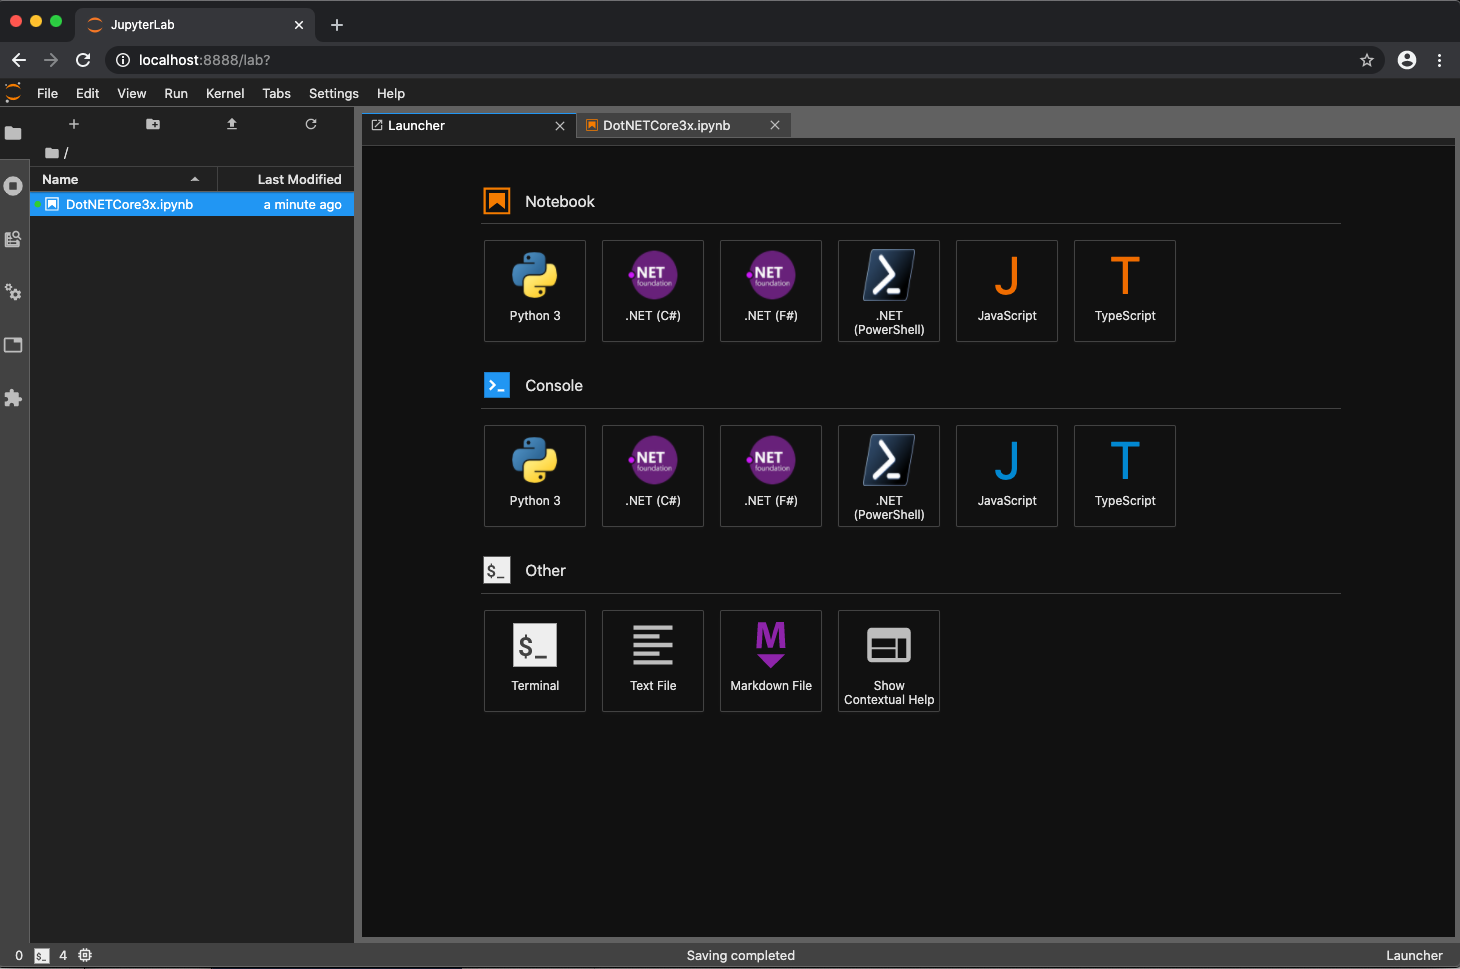 JupyterLab
localhost:8888/lab?
File Edit View Run Kernel Tabs Settings Help
Launcher
DotNETCore3x.ipynb
/
Name Last Modified
DotNETCore3x.ipynb a minute ago
Notebook
Python 3
.NET
foundation
.NET (C#)
.NET
foundation
.NET (F#)
.NET
(PowerShell)
J
JavaScript
T
TypeScript
Console
Python 3
.NET
foundation
.NET (C#)
.NET
foundation
.NET (F#)
.NET
(PowerShell)
J
JavaScript
T
TypeScript
$_ Other
$_
Terminal
Text File
M
Markdown File
Show
Contextual Help
0 $_ 4 Saving completed Launcher